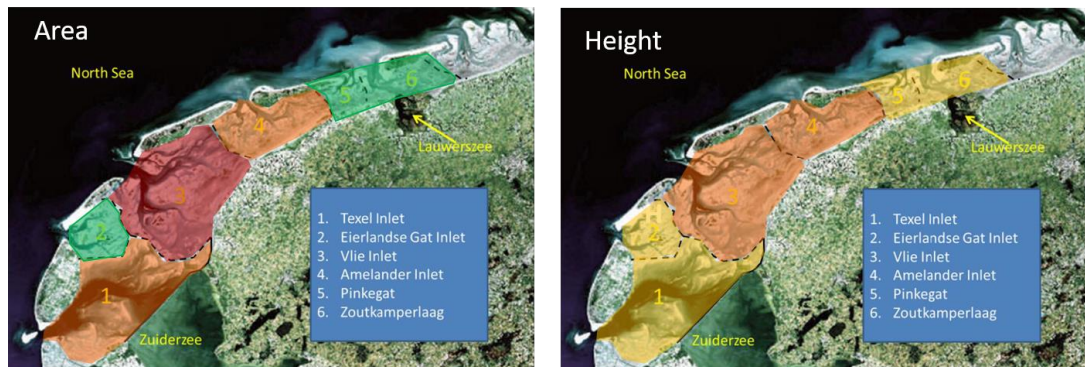 Area
North Sea
6
5
4
Lauwerszee
3
2
1
1. Texel Inlet
2. Eierlandse Gat Inlet
3. Vlie Inlet
4. Amelander Inlet
5. Pinkegat
6. Zoutkamperlaag
Zuiderzee
Height
North Sea
6
5
4
Lauwerszee
3
2
1
1. Texel Inlet
2. Eierlandse Gat Inlet
3. Vlie Inlet
4. Amelander Inlet
5. Pinkegat
6. Zoutkamperlaag
Zuiderzee